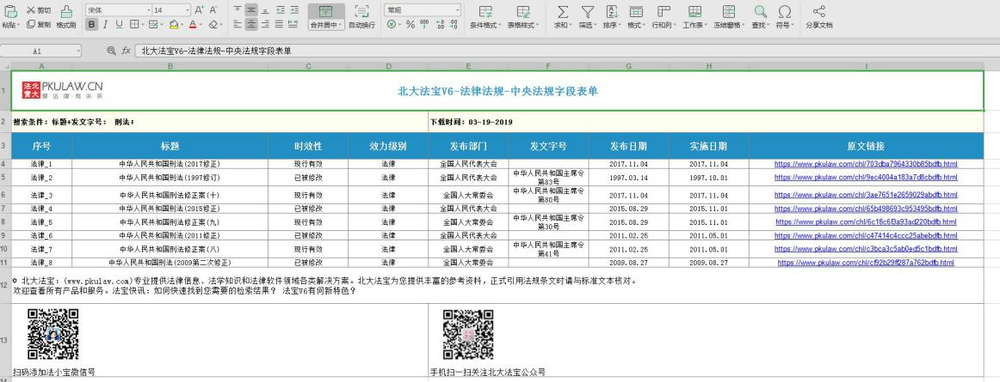 剪切 宋体 14 A⁺ A⁻ 常规
粘贴 复制 格式刷 B I U 合并居中 自动换行 % 条件格式 表格样式 求和 筛选 排序 格式 行和列 工作表 冻结窗格 查找 符号 分享文档
A1 fx 北大法宝V6-法律法规-中央法规字段表单
A B C D E F G H I
1 法北宝大 PKULAW.CN 北大法宝V6-法律法规-中央法规字段表单
爱 法 律·有 未 来
2 搜索条件:标题+发文字号: 刑法; 下载时间:03-19-2019
3 序号 标题 时效性 效力级别 发布部门 发文字号 发布日期 实施日期 原文链接
4 法律_1 中华人民共和国刑法(2017修正) 现行有效 法律 全国人民代表大会 2017.11.04 2017.11.04 https://www.pkulaw.com/chl/703dba7964330b85bdfb.html
5 法律_2 中华人民共和国刑法(1997修订) 已被修改 法律 全国人民代表大会 中华人民共和国主席令第83号 1997.03.14 1997.10.01 https://www.pkulaw.com/chl/9ec4004a183a7d8cbdfb.html
6 法律_3 中华人民共和国刑法修正案(十) 现行有效 法律 全国人大常委会 中华人民共和国主席令第80号 2017.11.04 2017.11.04 https://www.pkulaw.com/chl/3ae7651e2659029abdfb.html
7 法律_4 中华人民共和国刑法(2015修正) 已被修改 法律 全国人民代表大会 2015.08.29 2015.11.01 https://www.pkulaw.com/chl/65b498693c953495bdfb.html
8 法律_5 中华人民共和国刑法修正案(九) 现行有效 法律 全国人大常委会 中华人民共和国主席令第30号 2015.08.29 2015.11.01 https://www.pkulaw.com/chl/6c18c6f3a93ad220bdfb.html
9 法律_6 中华人民共和国刑法(2011修正) 已被修改 法律 全国人民代表大会 2011.02.25 2011.05.01 https://www.pkulaw.com/chl/c47414c4ccc25abebdfb.html
10 法律_7 中华人民共和国刑法修正案(八) 现行有效 法律 全国人大常委会 中华人民共和国主席令第41号 2011.02.25 2011.05.01 https://www.pkulaw.com/chl/c3bca3c5ab0ed5c1bdfb.html
11 法律_8 中华人民共和国刑法(2009第二次修正) 已被修改 法律 全国人大常委会 2009.08.27 2009.08.27 https://www.pkulaw.com/chl/cf92b29ff287a762bdfb.html
12 © 北大法宝:(www.pkulaw.com)专业提供法律信息、法学知识和法律软件领域各类解决方案。北大法宝为您提供丰富的参考资料,正式引用法规条文时请与标准文本核对。
欢迎查看所有产品和服务。法宝快讯:如何快速找到您需要的检索结果? 法宝V6有何新特色?
13
扫码添加法小宝微信号 手机扫一扫关注北大法宝公众号
14